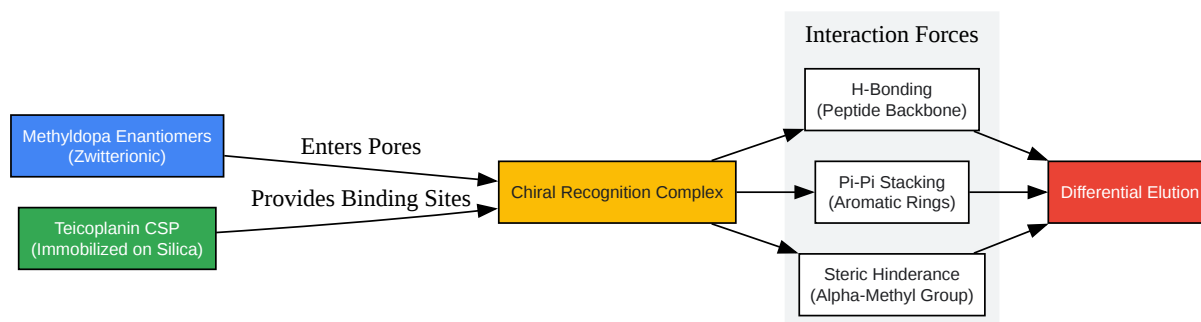 Interaction Forces
Methyldopa Enantiomers
(Zwitterionic)
Teicoplanin CSP
(Immobilized on Silica)
Enters Pores
Provides Binding Sites
Chiral Recognition Complex
H-Bonding
(Peptide Backbone)
Pi-Pi Stacking
(Aromatic Rings)
Steric Hinderance
(Alpha-Methyl Group)
Differential Elution